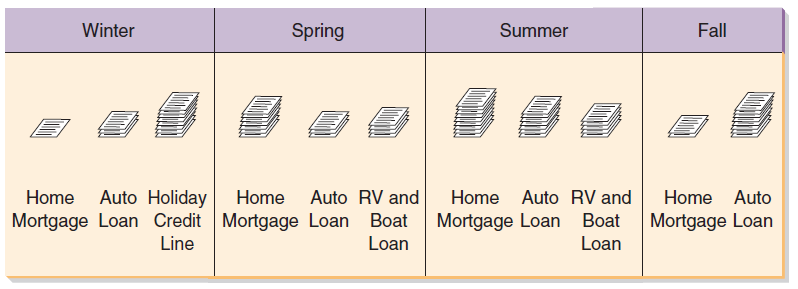 Winter
Spring
Summer
Fall
Home Auto Holiday
Mortgage Loan Credit
Line
Home Auto RV and
Mortgage Loan Boat
Loan
Home Auto RV and
Mortgage Loan Boat
Loan
Home Auto
Mortgage Loan